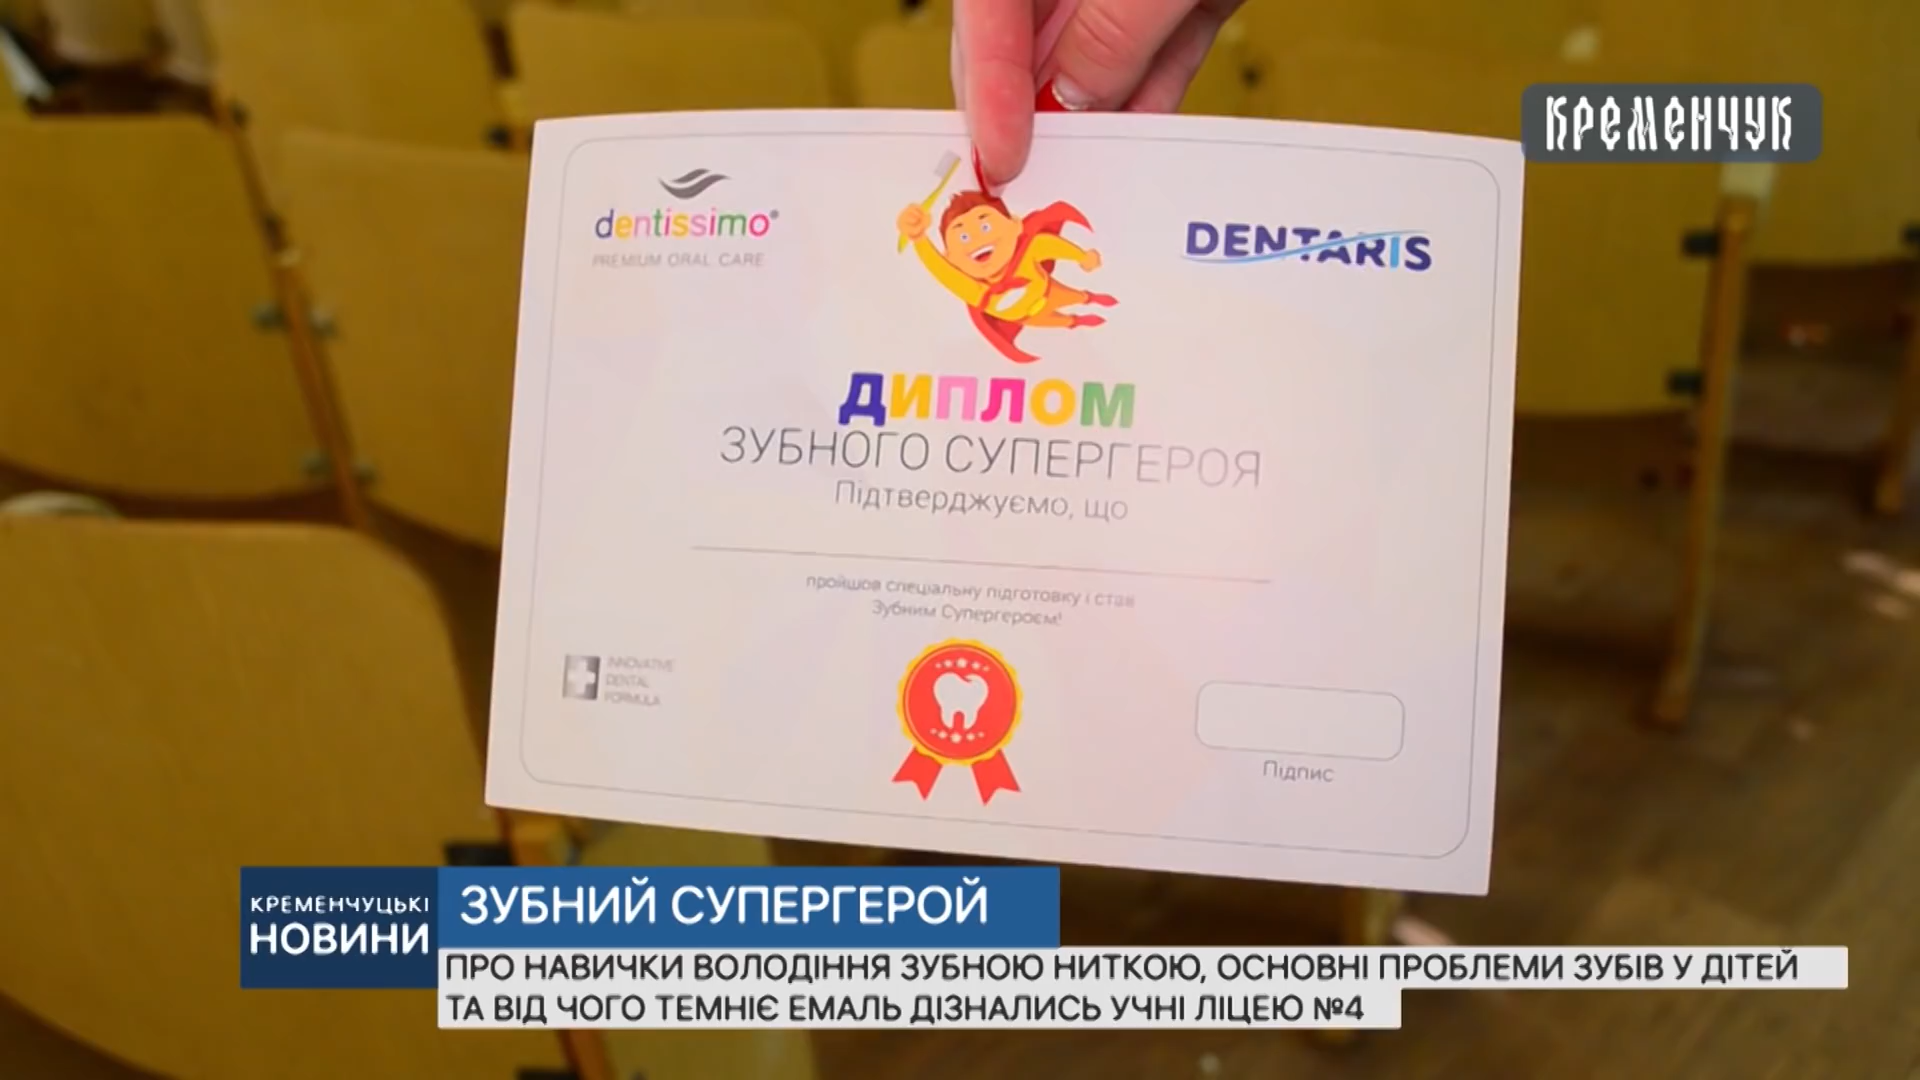 КРЕМЕНЧУК
dentissimo®
PREMIUM ORAL CARE
DENTARIS
ДИПЛОМ
ЗУБНОГО СУПЕРГЕРОЯ
Підтверджуємо, що
пройшов спеціальну підготовку і став
Зубним Супергероєм!
INNOVATIVE
DENTAL
FORMULA
Підпис
КРЕМЕНЧУЦЬКІ
НОВИНИ
ЗУБНИЙ СУПЕРГЕРОЙ
ПРО НАВИЧКИ ВОЛОДІННЯ ЗУБНОЮ НИТКОЮ, ОСНОВНІ ПРОБЛЕМИ ЗУБІВ У ДІТЕЙ
ТА ВІД ЧОГО ТЕМНІЄ ЕМАЛЬ ДІЗНАЛИСЬ УЧНІ ЛІЦЕЮ №4